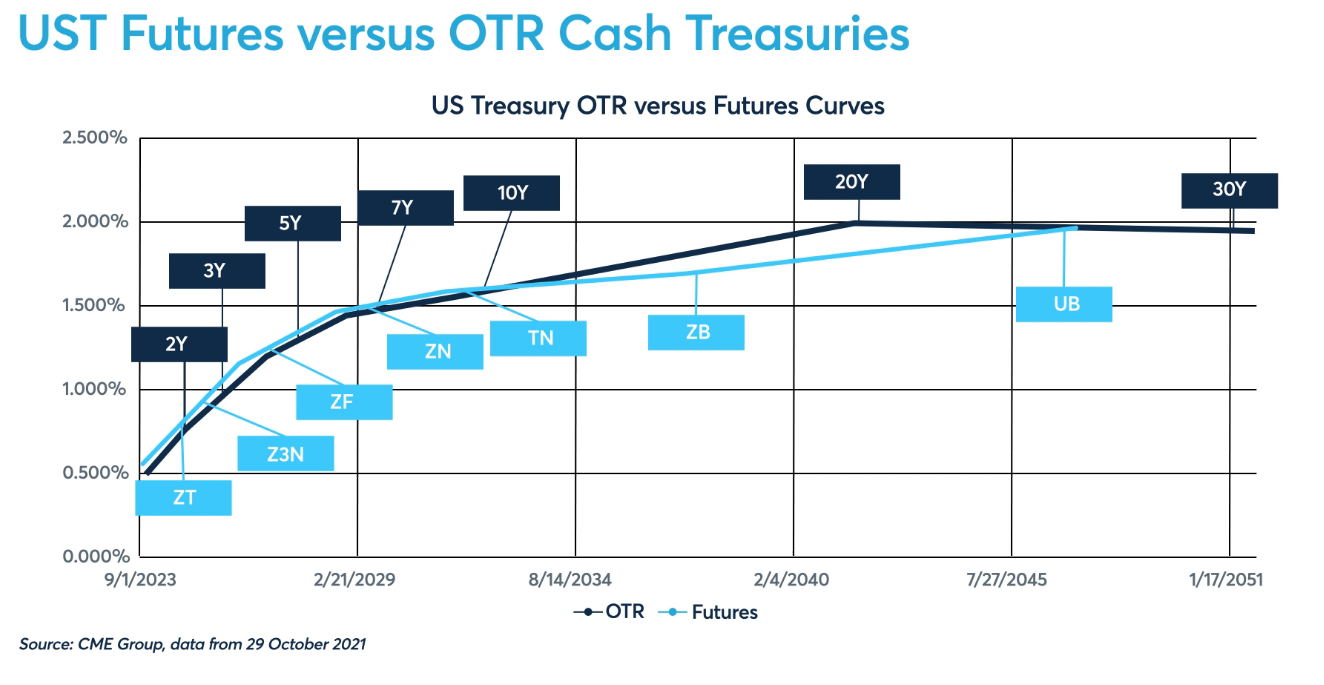 UST Futures versus OTR Cash Treasuries
US Treasury OTR versus Futures Curves
2.500%
2.000%
1.500%
1.000%
0.500%
0.000%
2Y
3Y
5Y
7Y
10Y
20Y
30Y
ZT
Z3N
ZF
ZN
TN
ZB
UB
9/1/2023
2/21/2029
8/14/2034
2/4/2040
7/27/2045
1/17/2051
OTR
Futures
Source: CME Group, data from 29 October 2021